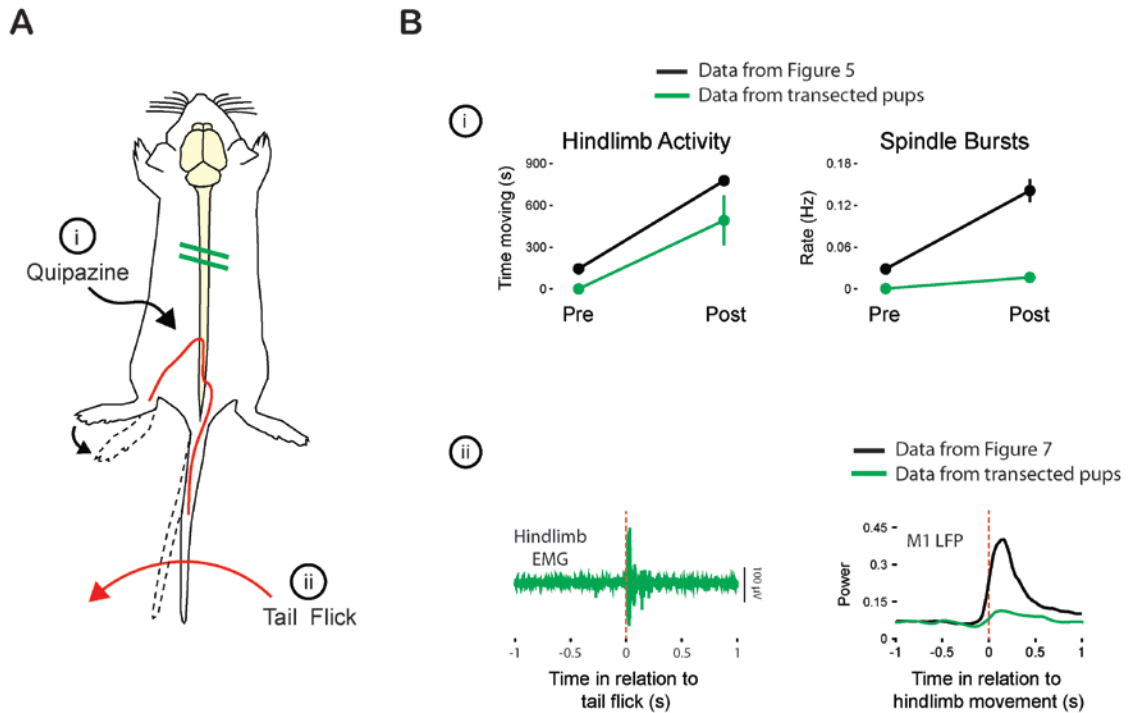 A
i
Quipazine
ii
Tail Flick
B
Data from Figure 5
Data from transected pups
i
Hindlimb Activity
Time moving (s)
900
600
300
0
Pre
Post
Spindle Bursts
Rate (Hz)
0.18
0.12
0.06
0
Pre
Post
ii
Hindlimb
EMG
100 µV
-1
-0.5
0
0.5
1
Time in relation to
tail flick (s)
Data from Figure 7
Data from transected pups
M1 LFP
Power
0.45
0.3
0.15
0
-1
-0.5
0
0.5
1
Time in relation to
hindlimb movement (s)